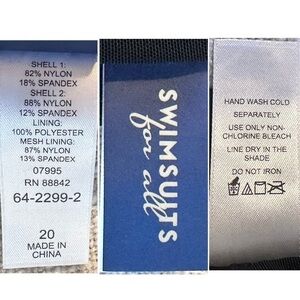 SHELL 1:
82% NYLON
18% SPANDEX
SHELL 2:
88% NYLON
12% SPANDEX
LINING:
100% POLYESTER
MESH LINING:
87% NYLON
13% SPANDEX
07995
RN 88842
64-2299-2
20
MADE IN
CHINA
SWIMSUITS
for all
HAND WASH COLD
SEPARATELY
USE ONLY NON-
CHLORINE BLEACH
LINE DRY IN THE
SHADE
DO NOT IRON